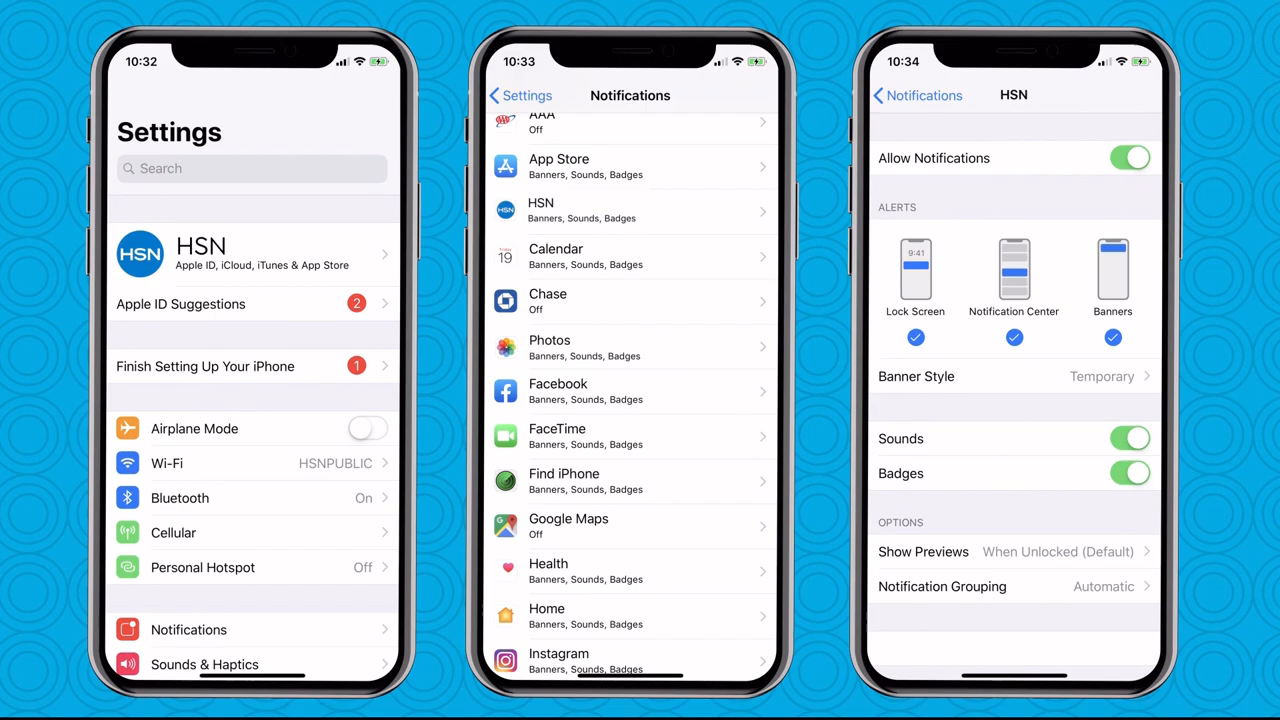 10:32
Settings
Search
HSN
HSN
Apple ID, iCloud, iTunes & App Store
Apple ID Suggestions 2
Finish Setting Up Your iPhone 1
Airplane Mode
Wi-Fi HSNPUBLIC
Bluetooth On
Cellular
Personal Hotspot Off
Notifications
Sounds & Haptics
10:33
Settings Notifications
AAA
Off
App Store
Banners, Sounds, Badges
HSN
HSN
Banners, Sounds, Badges
Friday
19
Calendar
Banners, Sounds, Badges
Chase
Off
Photos
Banners, Sounds, Badges
Facebook
Banners, Sounds, Badges
FaceTime
Banners, Sounds, Badges
Find iPhone
Banners, Sounds, Badges
Google Maps
Off
Health
Banners, Sounds, Badges
Home
Banners, Sounds, Badges
Instagram
Banners, Sounds, Badges
10:34
Notifications HSN
Allow Notifications
ALERTS
9:41
Lock Screen Notification Center Banners
Banner Style Temporary
Sounds
Badges
OPTIONS
Show Previews When Unlocked (Default)
Notification Grouping Automatic